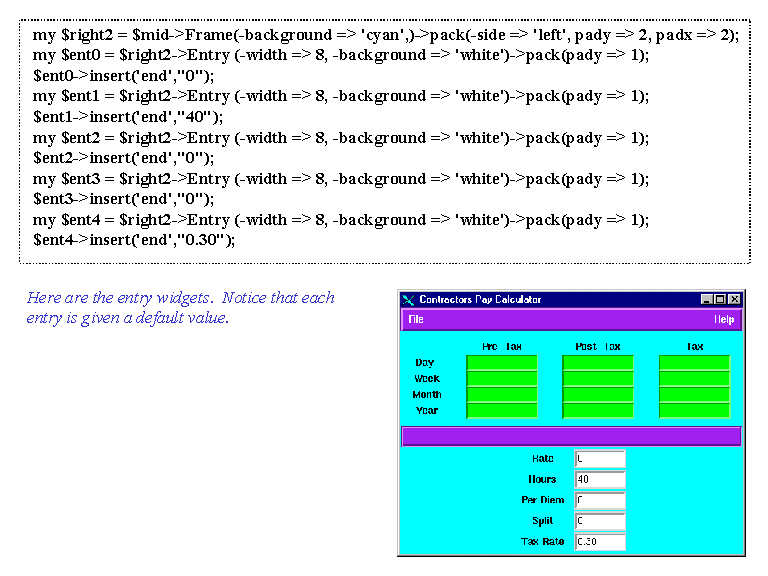 my $right2 = $mid->Frame(-background => 'cyan',)->pack(-side => 'left', pady => 2, padx => 2);
my $ent0 = $right2->Entry (-width => 8, -background => 'white')->pack(pady => 1);
$ent0->insert('end',"0");
my $ent1 = $right2->Entry (-width => 8, -background => 'white')->pack(pady => 1);
$ent1->insert('end',"40");
my $ent2 = $right2->Entry (-width => 8, -background => 'white')->pack(pady => 1);
$ent2->insert('end',"0");
my $ent3 = $right2->Entry (-width => 8, -background => 'white')->pack(pady => 1);
$ent3->insert('end',"0");
my $ent4 = $right2->Entry (-width => 8, -background => 'white')->pack(pady => 1);
$ent4->insert('end',"0.30");
Here are the entry widgets. Notice that each
entry is given a default value.
Contractors Pay Calculator
File Help
Pre Tax Post Tax Tax
Day
Week
Month
Year
Rate 0
Hours 40
Per Diem 0
Split 0
Tax Rate 0.30